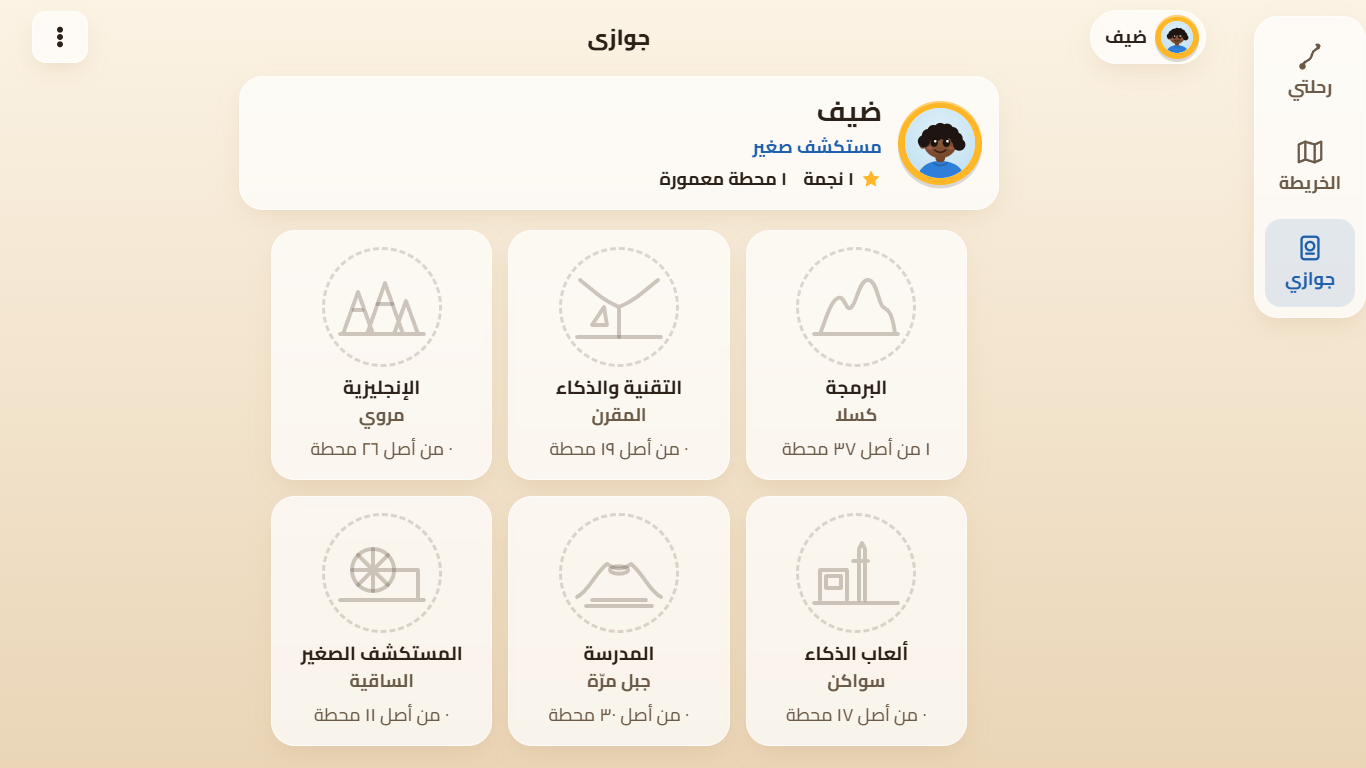 جوازي
ضيف
رحلتي
الخريطة
جوازي
ضيف
مستكشف صغير
١ نجمة ١ محطة معمورة
البرمجة
كسلا
١ من أصل ٣٧ محطة
التقنية والذكاء
المقرن
٠ من أصل ١٩ محطة
الإنجليزية
مروي
٠ من أصل ٢٦ محطة
ألعاب الذكاء
سواكن
٠ من أصل ١٧ محطة
المدرسة
جبل مرّة
٠ من أصل ٣٠ محطة
المستكشف الصغير
الساقية
٠ من أصل ١١ محطة